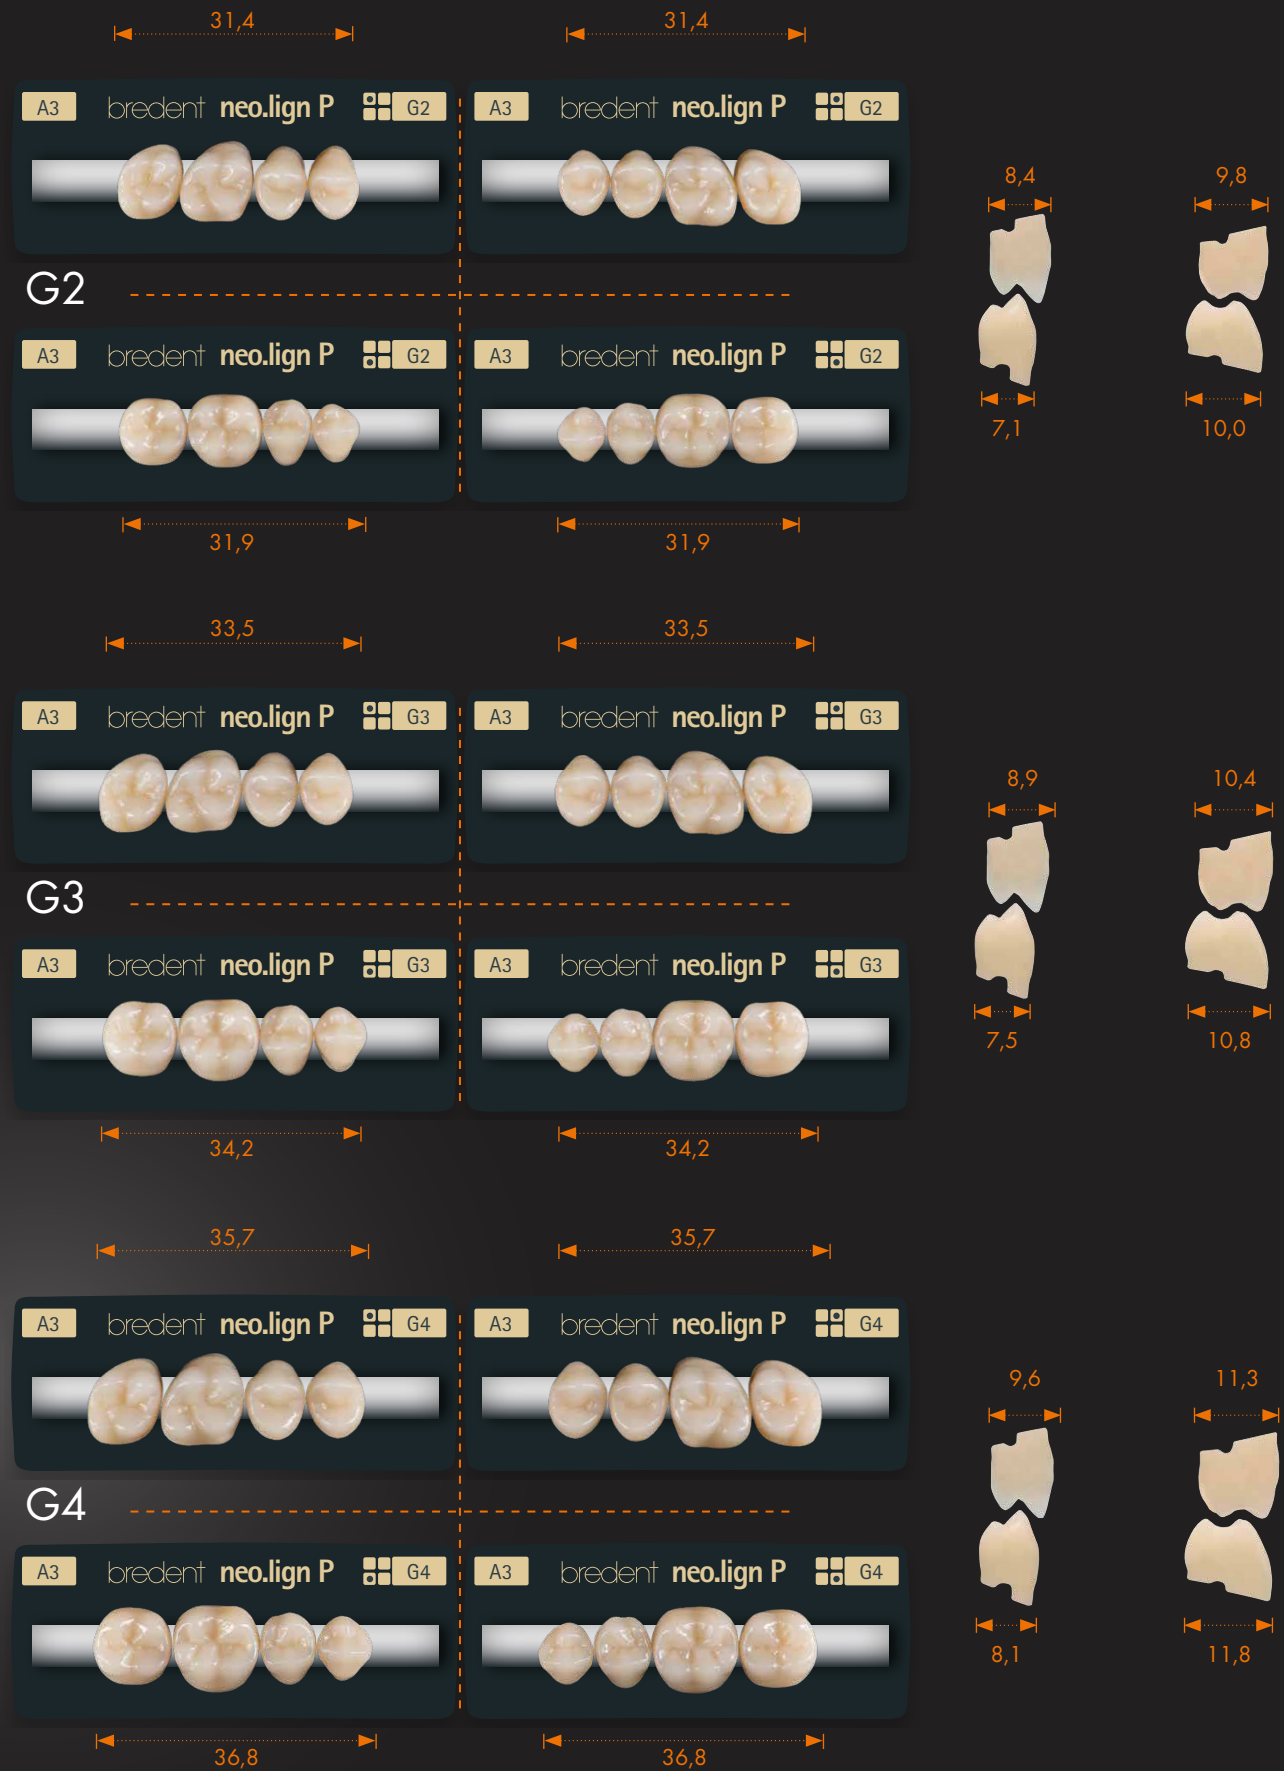 31,4 31,4
A3 bredent neo.lign P G2 A3 bredent neo.lign P G2
8,4 9,8
G2
A3 bredent neo.lign P G2 A3 bredent neo.lign P G2
7,1 10,0
31,9 31,9
33,5 33,5
A3 bredent neo.lign P G3 A3 bredent neo.lign P G3
8,9 10,4
G3
A3 bredent neo.lign P G3 A3 bredent neo.lign P G3
7,5 10,8
34,2 34,2
35,7 35,7
A3 bredent neo.lign P G4 A3 bredent neo.lign P G4
9,6 11,3
G4
A3 bredent neo.lign P G4 A3 bredent neo.lign P G4
8,1 11,8
36,8 36,8